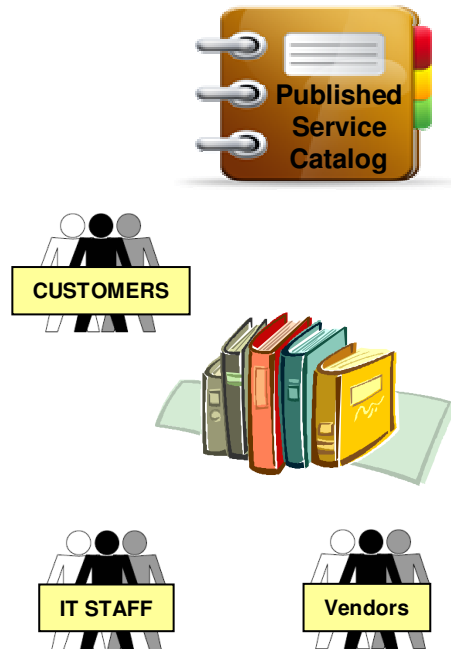 Published
Service
Catalog
CUSTOMERS
IT STAFF
Vendors